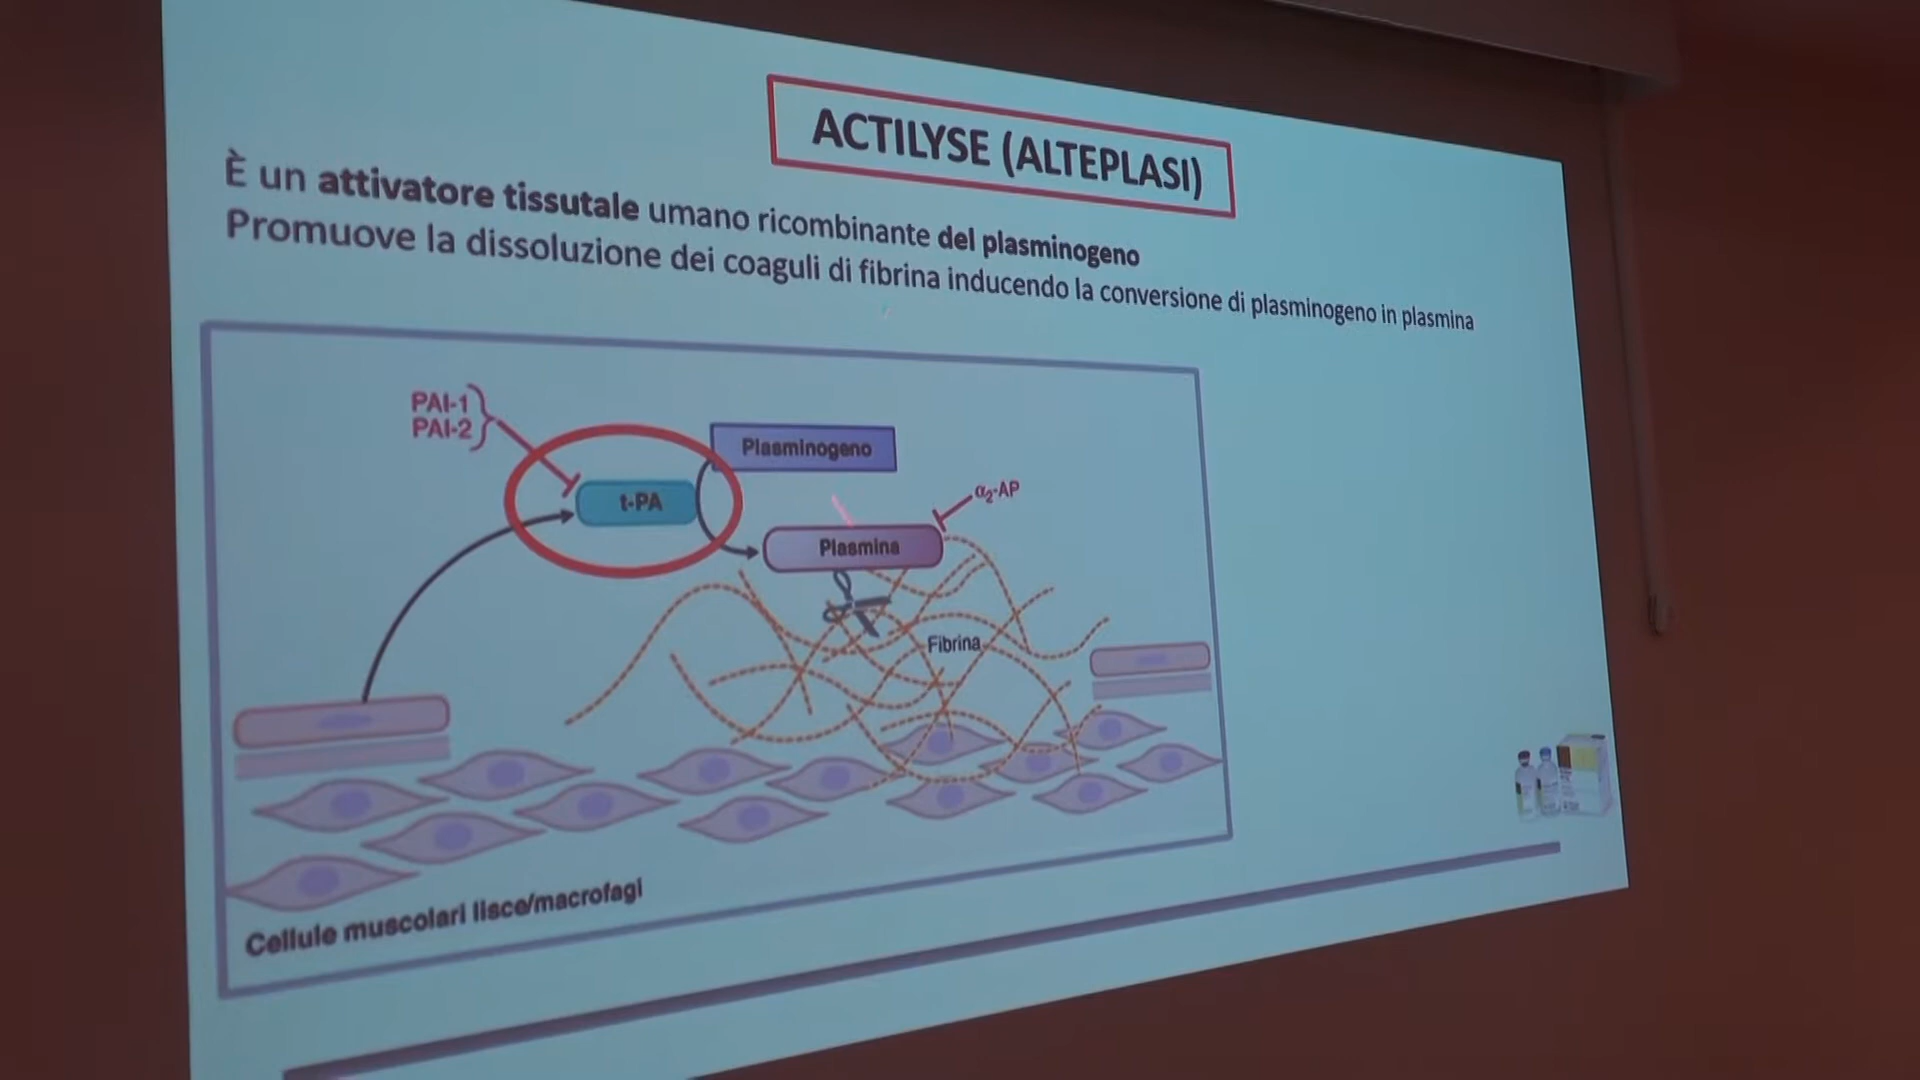 ACTILYSE (ALTEPLASI)
È un attivatore tissutale umano ricombinante del plasminogeno
Promuove la dissoluzione dei coaguli di fibrina inducendo la conversione di plasminogeno in plasmina
PAI-1
PAI-2
Plasminogeno
t-PA
α₂-AP
Plasmina
Fibrina
Cellule muscolari lisce/macrofagi